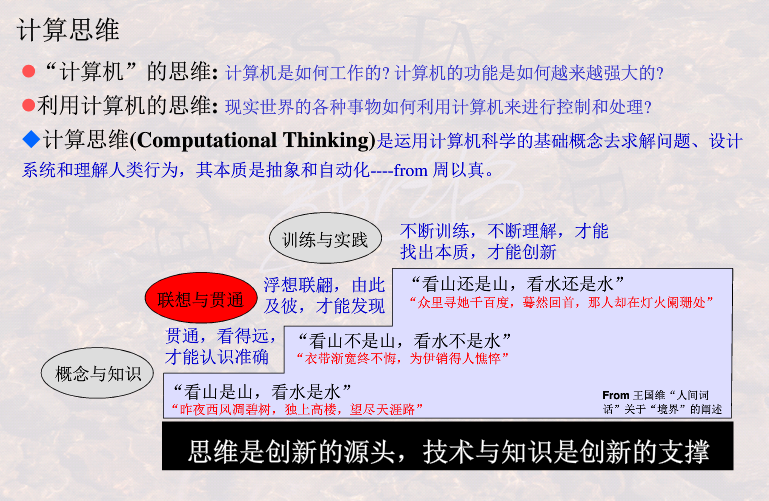 计算思维
“计算机”的思维: 计算机是如何工作的? 计算机的功能是如何越来越强大的?
利用计算机的思维: 现实世界的各种事物如何利用计算机来进行控制和处理?
计算思维(Computational Thinking)是运用计算机科学的基础概念去求解问题、设计
系统和理解人类行为，其本质是抽象和自动化----from 周以真。
训练与实践
不断训练，不断理解，才能
找出本质，才能创新
联想与贯通
浮想联翩，由此
及彼，才能发现
“看山还是山，看水还是水”
“众里寻她千百度，蓦然回首，那人却在灯火阑珊处”
贯通，看得远，
才能认识准确
“看山不是山，看水不是水”
“衣带渐宽终不悔，为伊销得人憔悴”
概念与知识
“看山是山，看水是水”
“昨夜西风凋碧树，独上高楼，望尽天涯路”
From 王国维“人间词
话”关于“境界”的阐述
思维是创新的源头，技术与知识是创新的支撑